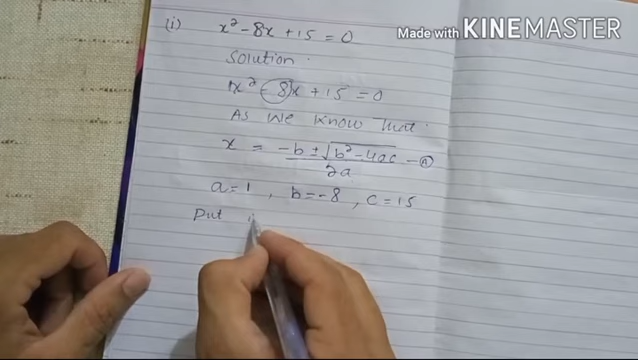 Made with KINEMASTER
(i) x² - 8x + 15 = 0
Solution.
1x² - 8x + 15 = 0
As we know that.
x = -b ± √b² - 4ac / 2a - Ⓐ
a = 1 , b = -8 , c = 15
Put